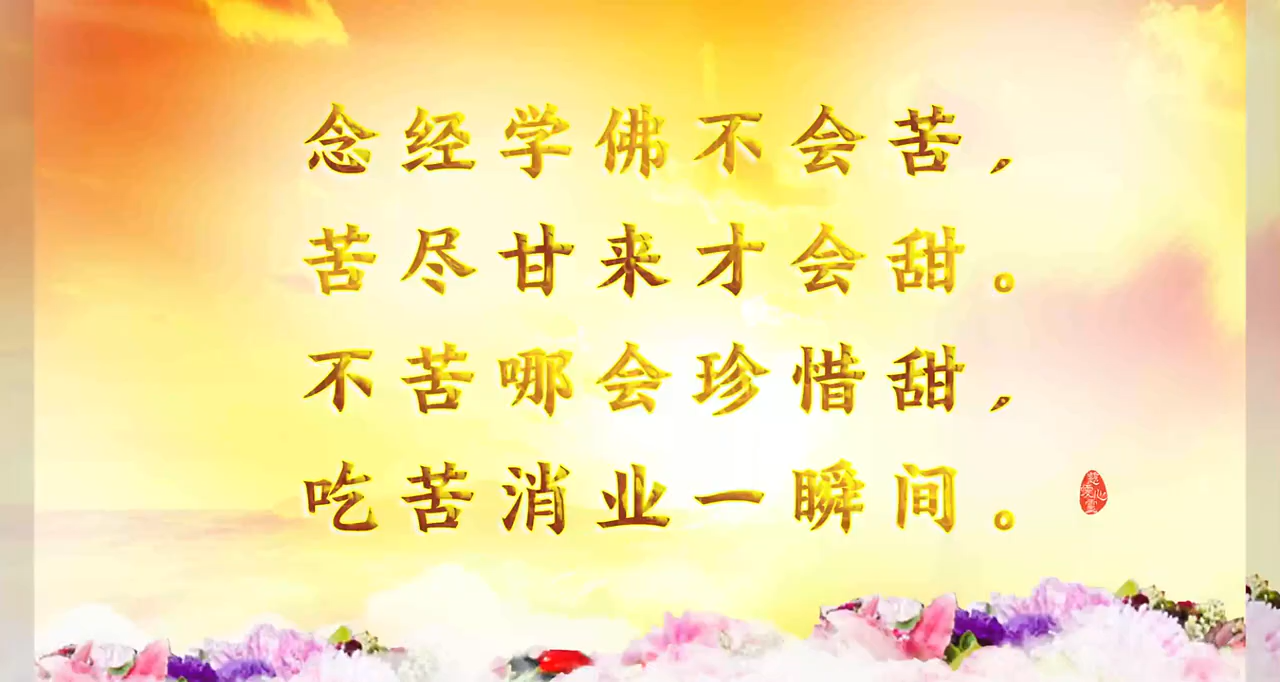 念经学佛不会苦，
苦尽甘来才会甜。
不苦哪会珍惜甜，
吃苦消业一瞬间。